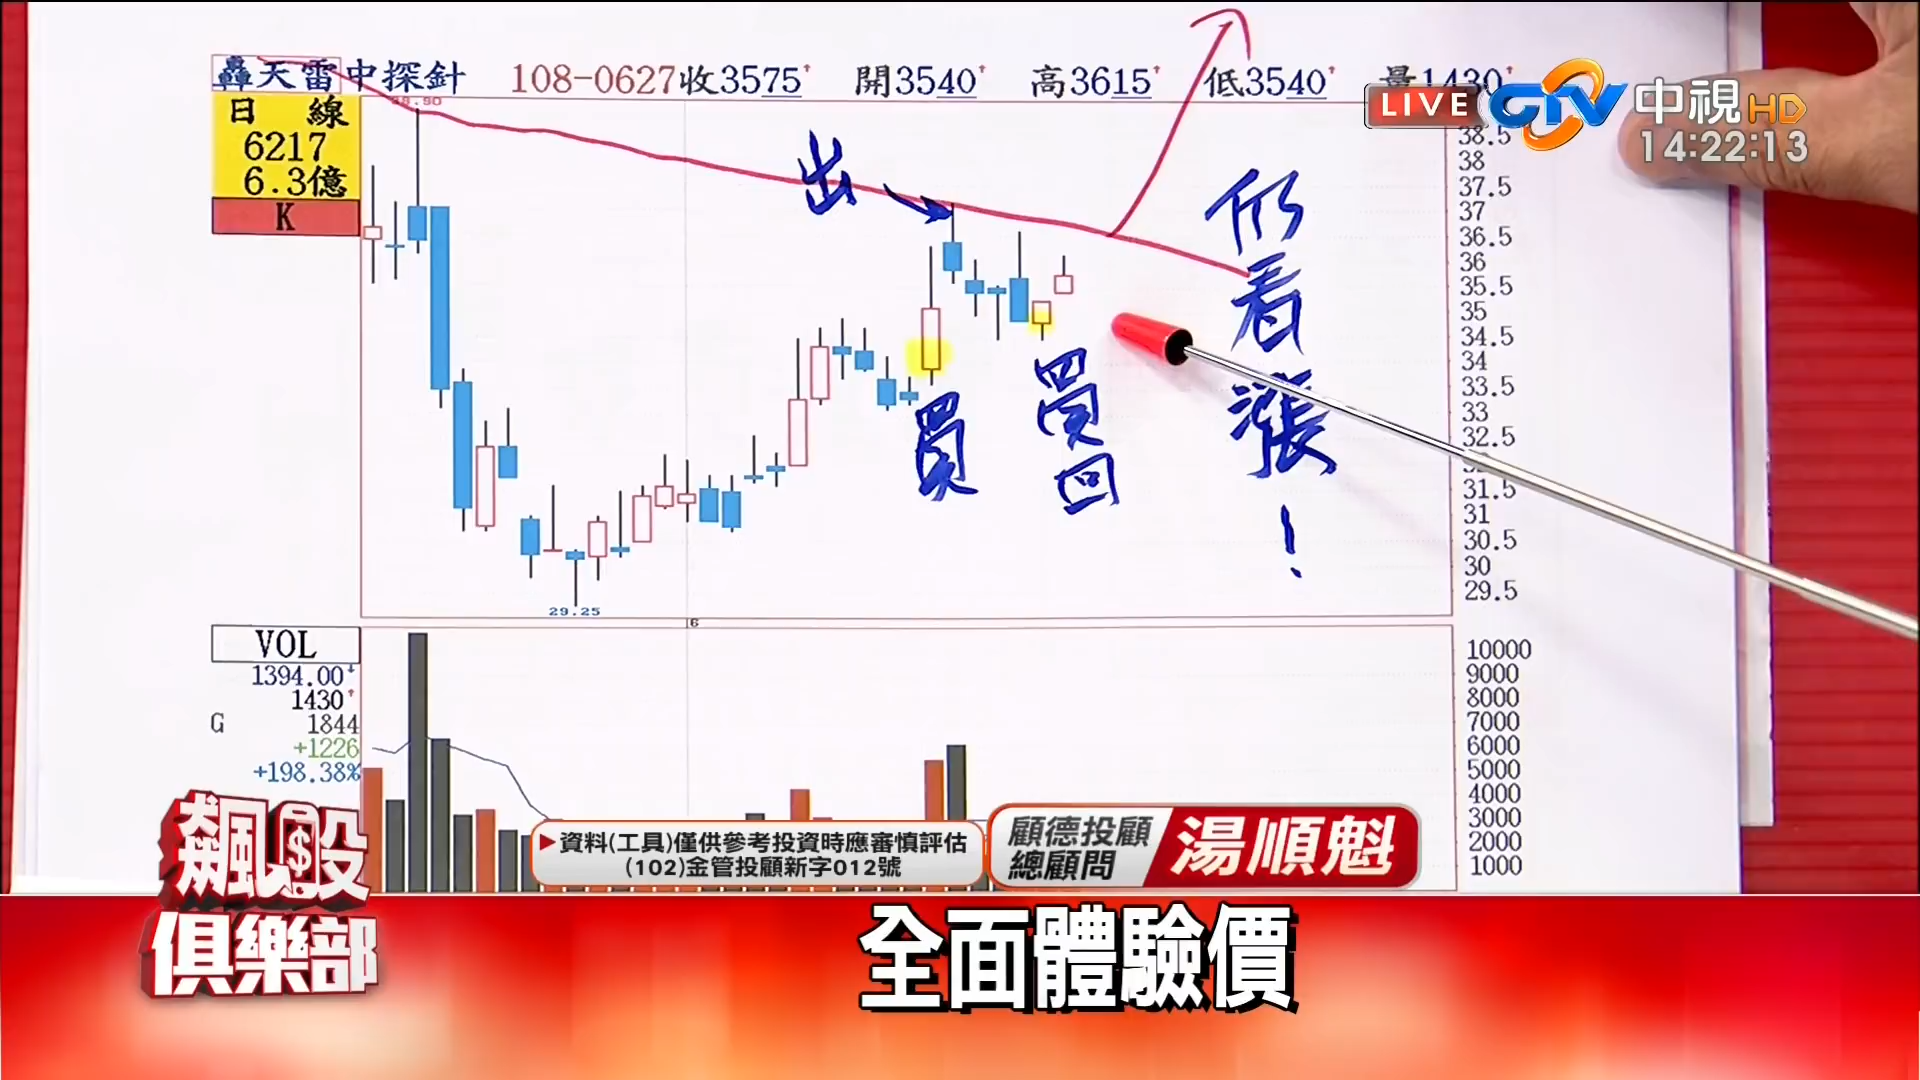 天雷中探針 108-0627收3575 開3540 高3615 低3540 量1430
LIVE CTV 中視HD
14:22:13
日 線
6217
6.3億
K
38.90
38.5
38
37.5
37
36.5
36
35.5
35
34.5
34
33.5
33
32.5
31.5
31
30.5
30
29.5
出
買
買回
仍看漲!
29.25
6
VOL
1394.00
1430
G 1844
+1226
+198.38%
10000
9000
8000
7000
6000
5000
4000
3000
2000
1000
飆股
俱樂部
資料(工具)僅供參考投資時應審慎評估
(102)金管投顧新字012號
顧德投顧
總顧問
湯順魁
全面體驗價